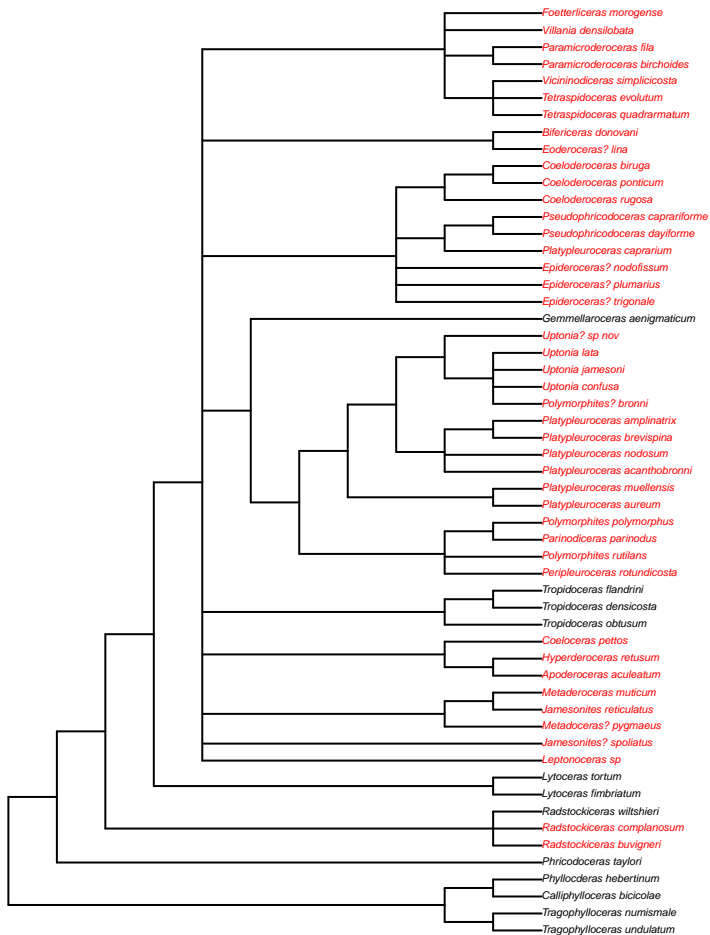 Foetterliceras morogense
Villania densilobata
Paramicroderoceras fila
Paramicroderoceras birchoides
Vicininodiceras simplicicosta
Tetraspidoceras evolutum
Tetraspidoceras quadrarmatum
Bifericeras donovani
Eoderoceras? lina
Coeloderoceras biruga
Coeloderoceras ponticum
Coeloderoceras rugosa
Pseudophricodoceras caprariforme
Pseudophricodoceras dayiforme
Platypleuroceras caprarium
Epideroceras? nodofissum
Epideroceras? plumarius
Epideroceras? trigonale
Gemmellaroceras aenigmaticum
Uptonia? sp nov
Uptonia lata
Uptonia jamesoni
Uptonia confusa
Polymorphites? bronni
Platypleuroceras amplinatrix
Platypleuroceras brevispina
Platypleuroceras nodosum
Platypleuroceras acanthobronni
Platypleuroceras muellensis
Platypleuroceras aureum
Polymorphites polymorphus
Parinodiceras parinodus
Polymorphites rutilans
Peripleuroceras rotundicosta
Tropidoceras flandrini
Tropidoceras densicosta
Tropidoceras obtusum
Coeloceras pettos
Hyperderoceras retusum
Apoderoceras aculeatum
Metaderoceras muticum
Jamesonites reticulatus
Metadoceras? pygmaeus
Jamesonites? spoliatus
Leptonoceras sp
Lytoceras tortum
Lytoceras fimbriatum
Radstockiceras wiltshieri
Radstockiceras complanosum
Radstockiceras buvigneri
Phricodoceras taylori
Phyllocderas hebertinum
Calliphylloceras bicicolae
Tragophylloceras numismale
Tragophylloceras undulatum